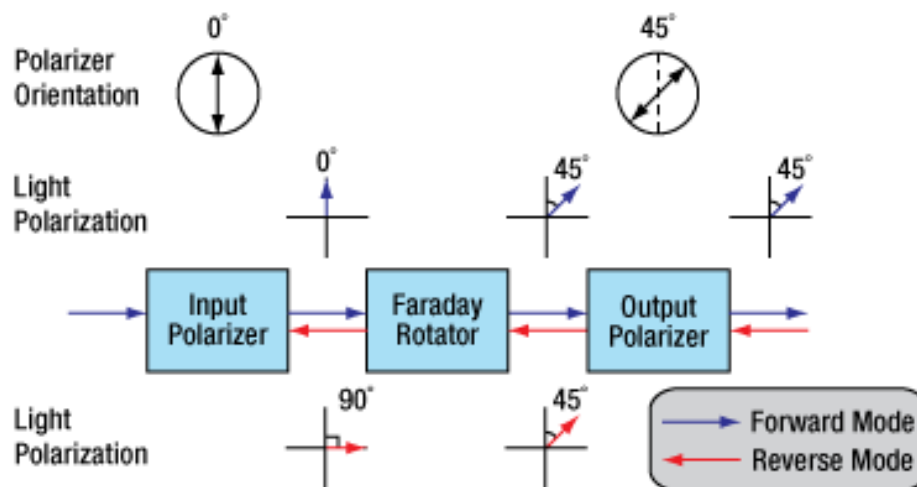 0°
45°
Polarizer
Orientation
0°
45°
45°
Light
Polarization
Input
Polarizer
Faraday
Rotator
Output
Polarizer
90°
45°
Light
Polarization
Forward Mode
Reverse Mode